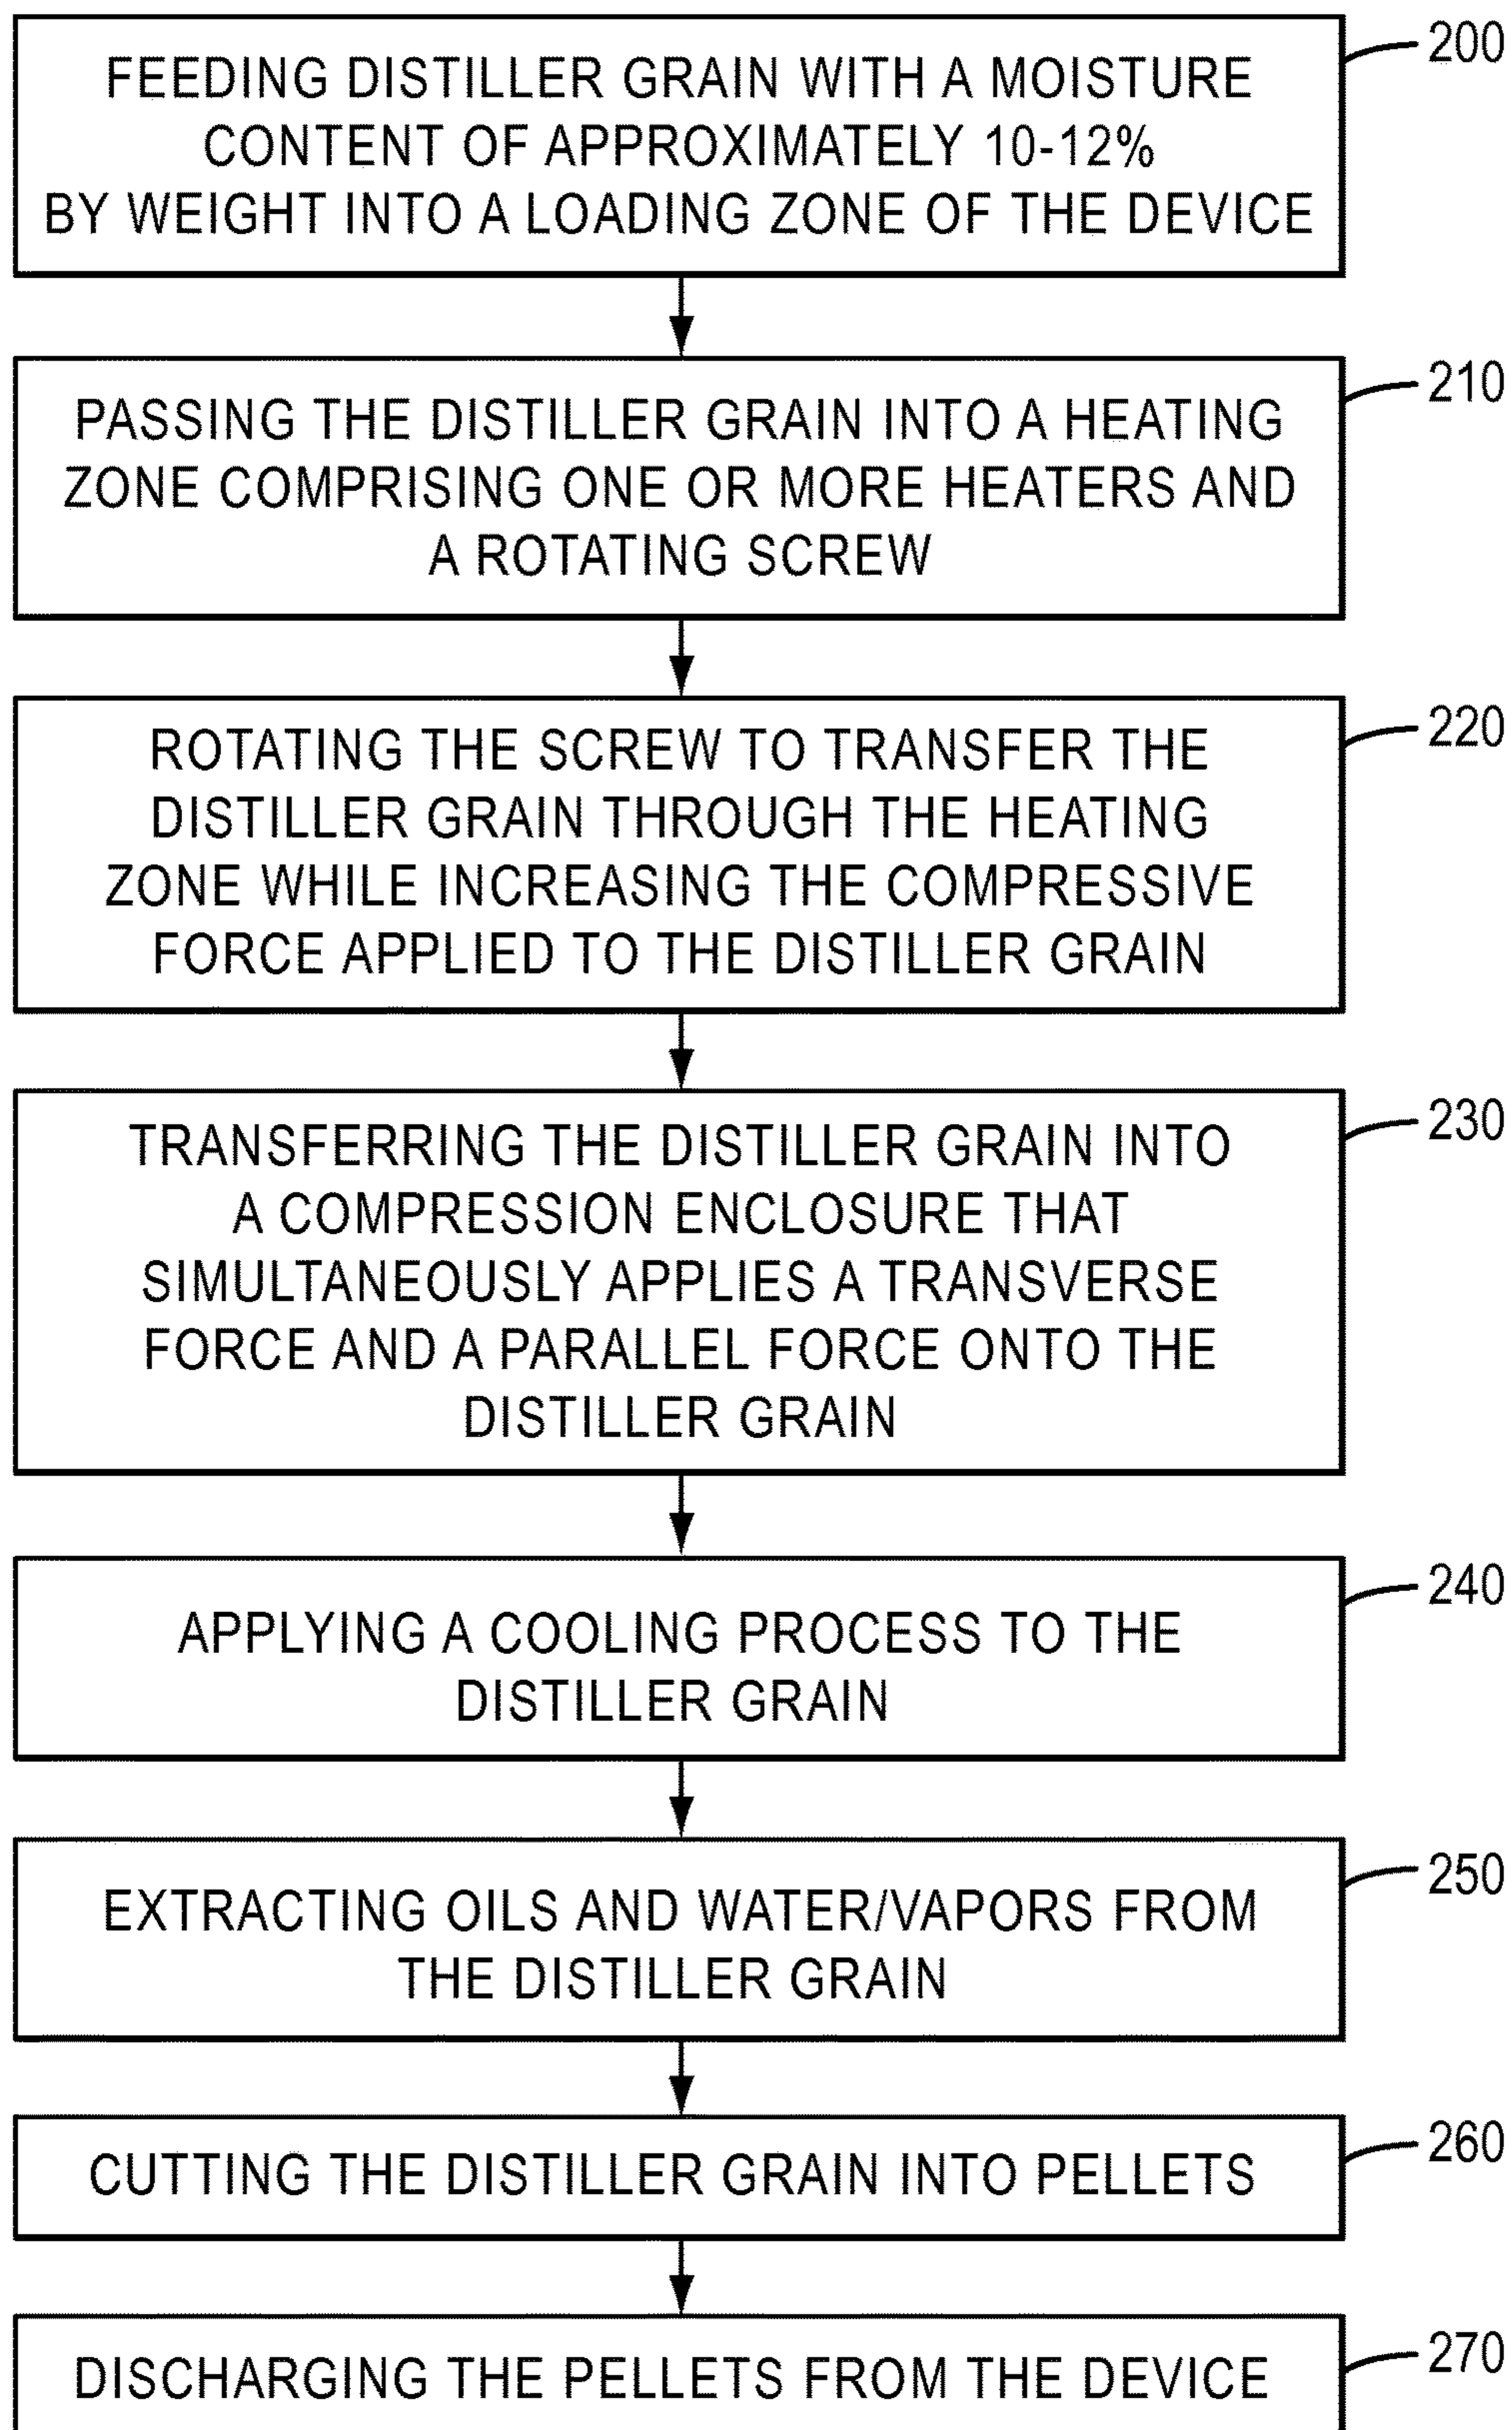 FEEDING DISTILLER GRAIN WITH A MOISTURE
CONTENT OF APPROXIMATELY 10-12%
BY WEIGHT INTO A LOADING ZONE OF THE DEVICE
200
PASSING THE DISTILLER GRAIN INTO A HEATING
ZONE COMPRISING ONE OR MORE HEATERS AND
A ROTATING SCREW
210
ROTATING THE SCREW TO TRANSFER THE
DISTILLER GRAIN THROUGH THE HEATING
ZONE WHILE INCREASING THE COMPRESSIVE
FORCE APPLIED TO THE DISTILLER GRAIN
220
TRANSFERRING THE DISTILLER GRAIN INTO
A COMPRESSION ENCLOSURE THAT
SIMULTANEOUSLY APPLIES A TRANSVERSE
FORCE AND A PARALLEL FORCE ONTO THE
DISTILLER GRAIN
230
APPLYING A COOLING PROCESS TO THE
DISTILLER GRAIN
240
EXTRACTING OILS AND WATER/VAPORS FROM
THE DISTILLER GRAIN
250
CUTTING THE DISTILLER GRAIN INTO PELLETS
260
DISCHARGING THE PELLETS FROM THE DEVICE
270